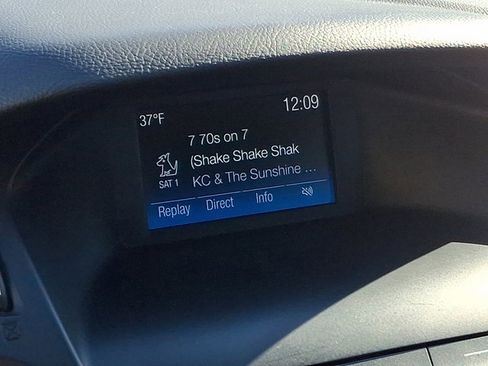 37°F 12:09
7 70s on 7
(Shake Shake Shak
KC & The Sunshine ...
SAT 1
Replay Direct Info